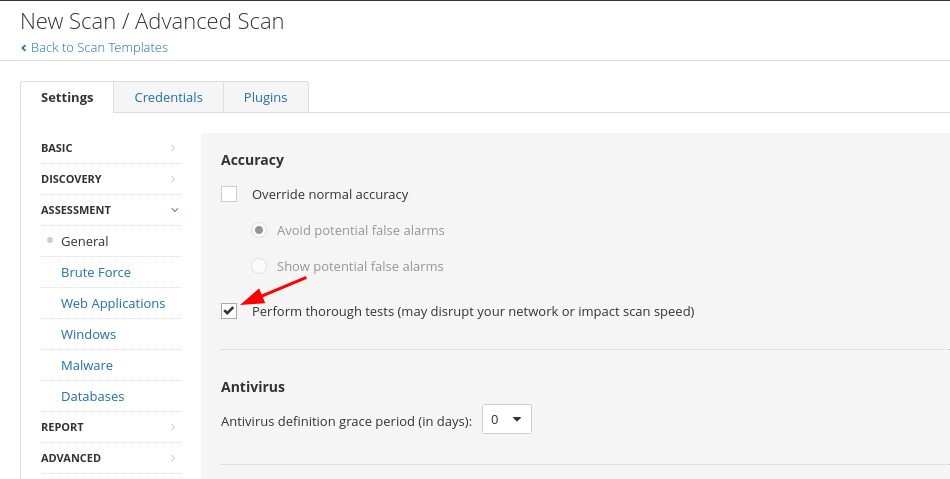 New Scan / Advanced Scan
Back to Scan Templates
Settings
Credentials
Plugins
BASIC
DISCOVERY
ASSESSMENT
General
Brute Force
Web Applications
Windows
Malware
Databases
REPORT
ADVANCED
Accuracy
Override normal accuracy
Avoid potential false alarms
Show potential false alarms
Perform thorough tests (may disrupt your network or impact scan speed)
Antivirus
Antivirus definition grace period (in days): 0